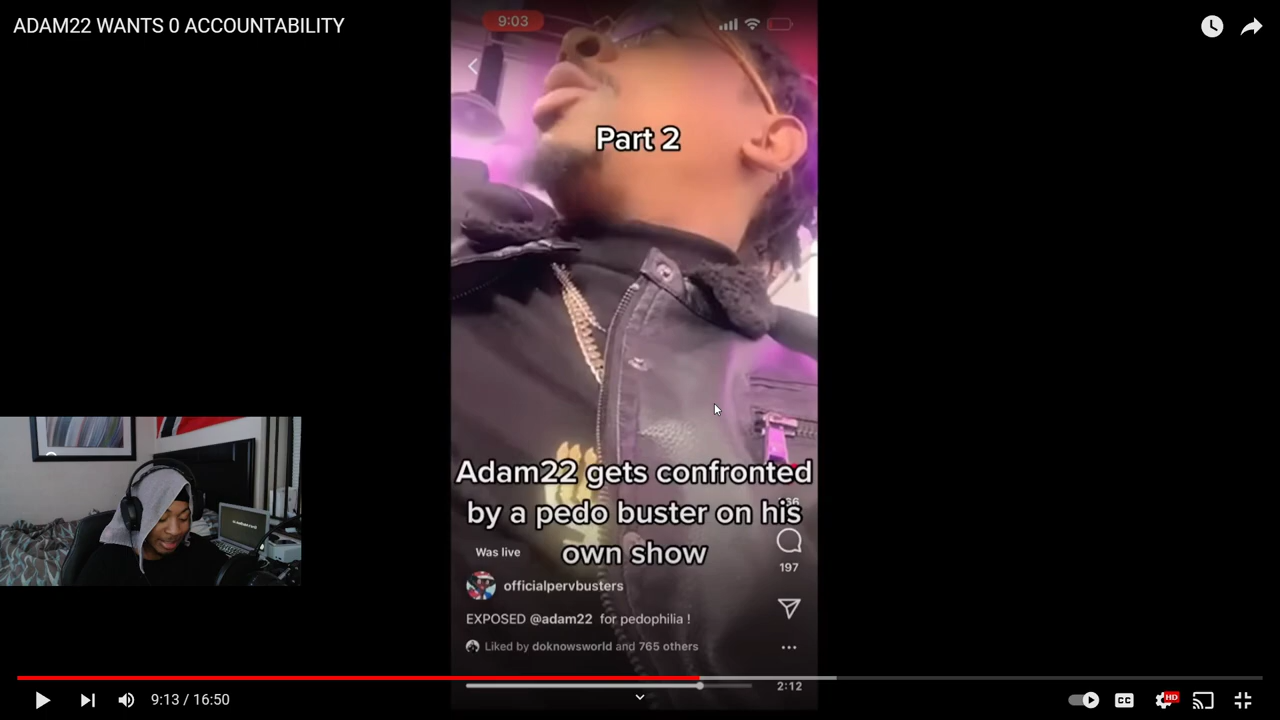 ADAM22 WANTS 0 ACCOUNTABILITY
9:03
Part 2
Adam22 gets confronted
by a pedo buster on his
own show
Was live
197
officialpervbusters
EXPOSED @adam22 for pedophilia !
Liked by doknowsworld and 765 others
2:12
9:13 / 16:50
CC
HD